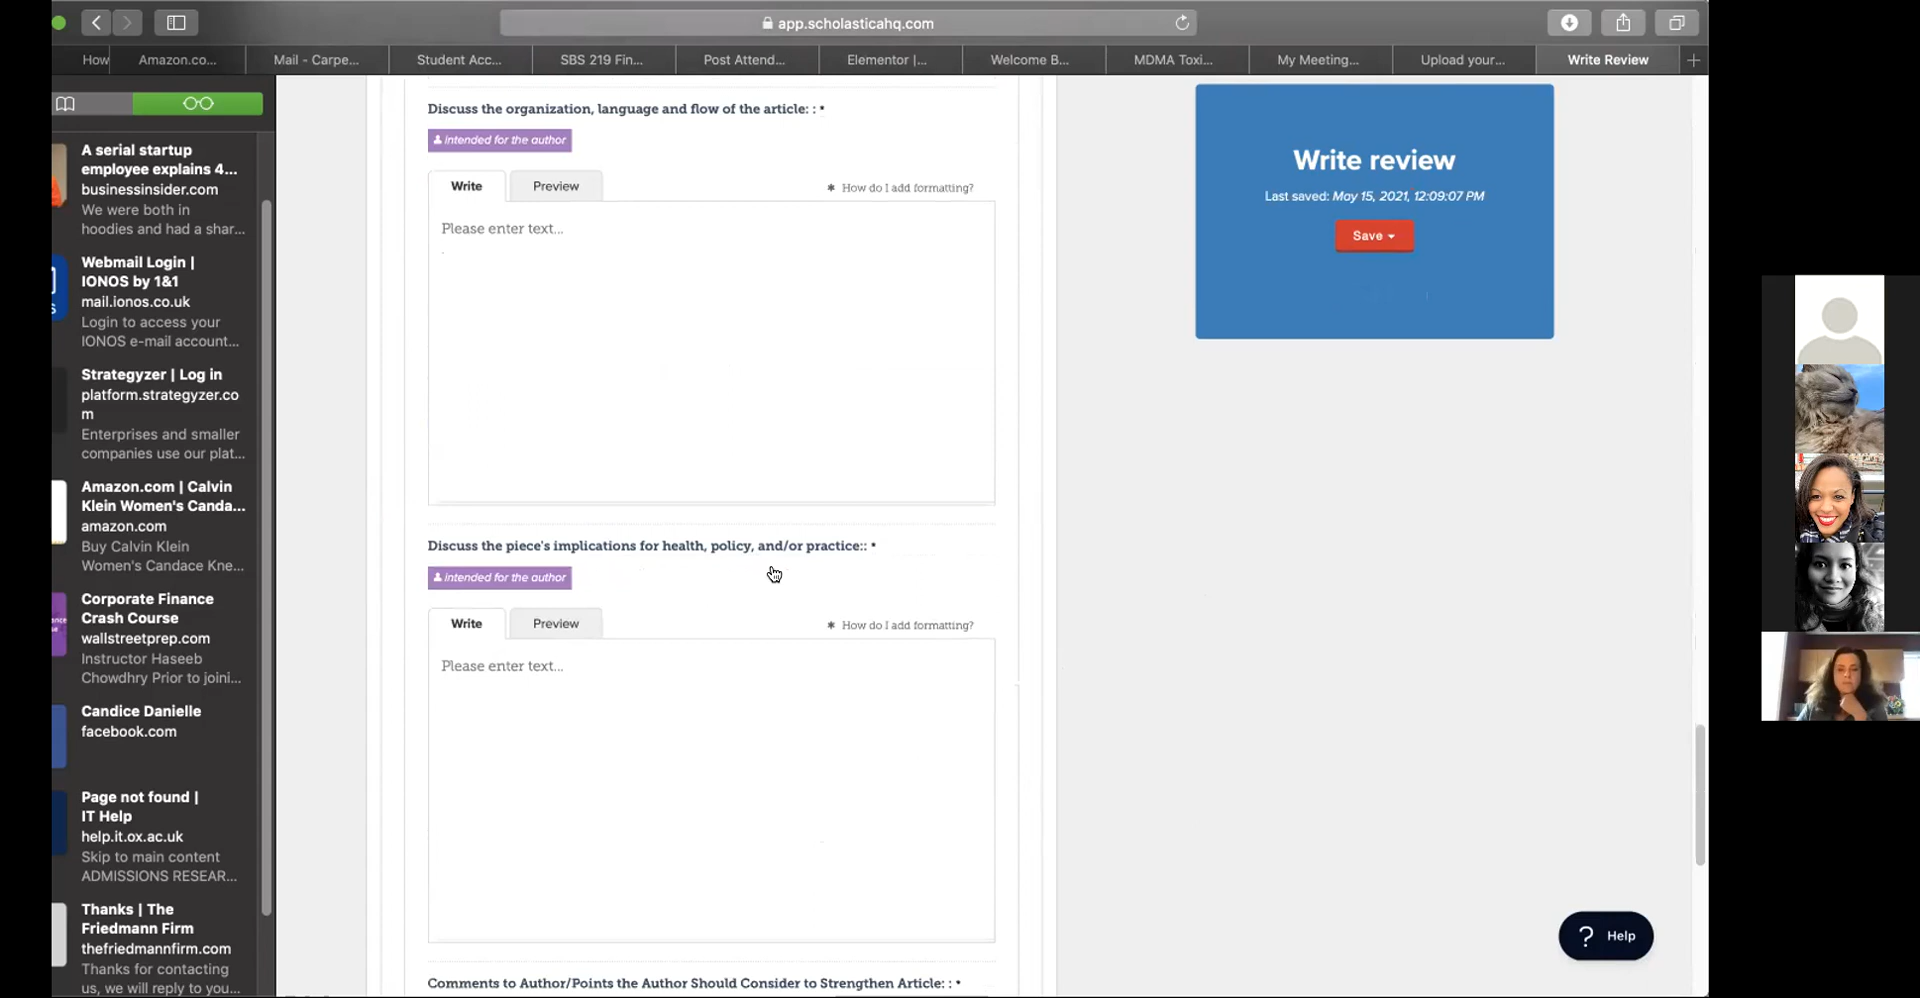 app.scholasticahq.com
How
Amazon.co...
Mail - Carpe...
Student Acc...
SBS 219 Fin...
Post Attend...
Elementor |...
Welcome B...
MDMA Toxi...
My Meeting...
Upload your...
Write Review
A serial startup
employee explains 4...
businessinsider.com
We were both in
hoodies and had a shar...
Webmail Login |
IONOS by 1&1
mail.ionos.co.uk
Login to access your
IONOS e-mail account...
Strategyzer | Log in
platform.strategyzer.co
m
Enterprises and smaller
companies use our plat...
Amazon.com | Calvin
Klein Women's Canda...
amazon.com
Buy Calvin Klein
Women's Candace Kne...
Corporate Finance
Crash Course
wallstreetprep.com
Instructor Haseeb
Chowdhry Prior to joini...
Candice Danielle
facebook.com
Page not found |
IT Help
help.it.ox.ac.uk
Skip to main content
ADMISSIONS RESEAR...
Thanks | The
Friedmann Firm
thefriedmannfirm.com
Thanks for contacting
us, we will reply to you...
Discuss the organization, language and flow of the article: : *
Intended for the author
Write
Preview
* How do I add formatting?
Please enter text...
Discuss the piece's implications for health, policy, and/or practice:: *
Intended for the author
Write
Preview
* How do I add formatting?
Please enter text...
Comments to Author/Points the Author Should Consider to Strengthen Article: : *
Write review
Last saved: May 15, 2021, 12:09:07 PM
Save
? Help